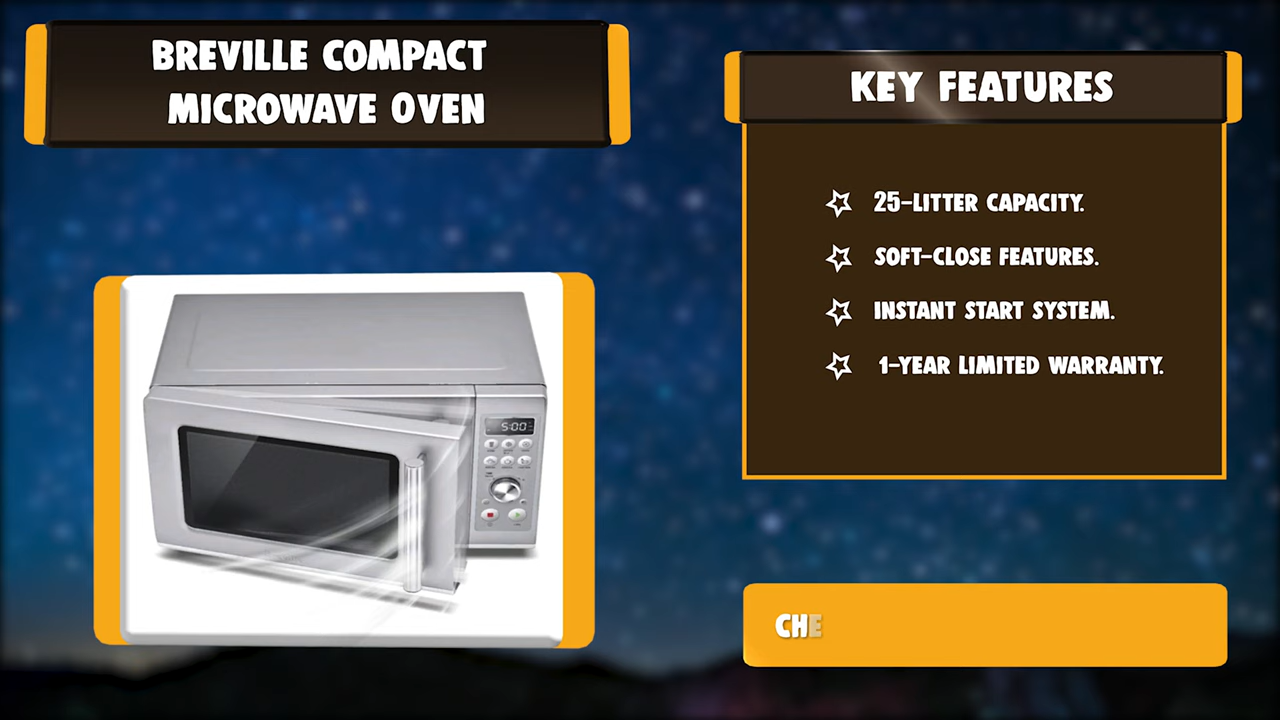 BREVILLE COMPACT
MICROWAVE OVEN
KEY FEATURES
25-LITTER CAPACITY.
SOFT-CLOSE FEATURES.
INSTANT START SYSTEM.
1-YEAR LIMITED WARRANTY.
5:00
CHE